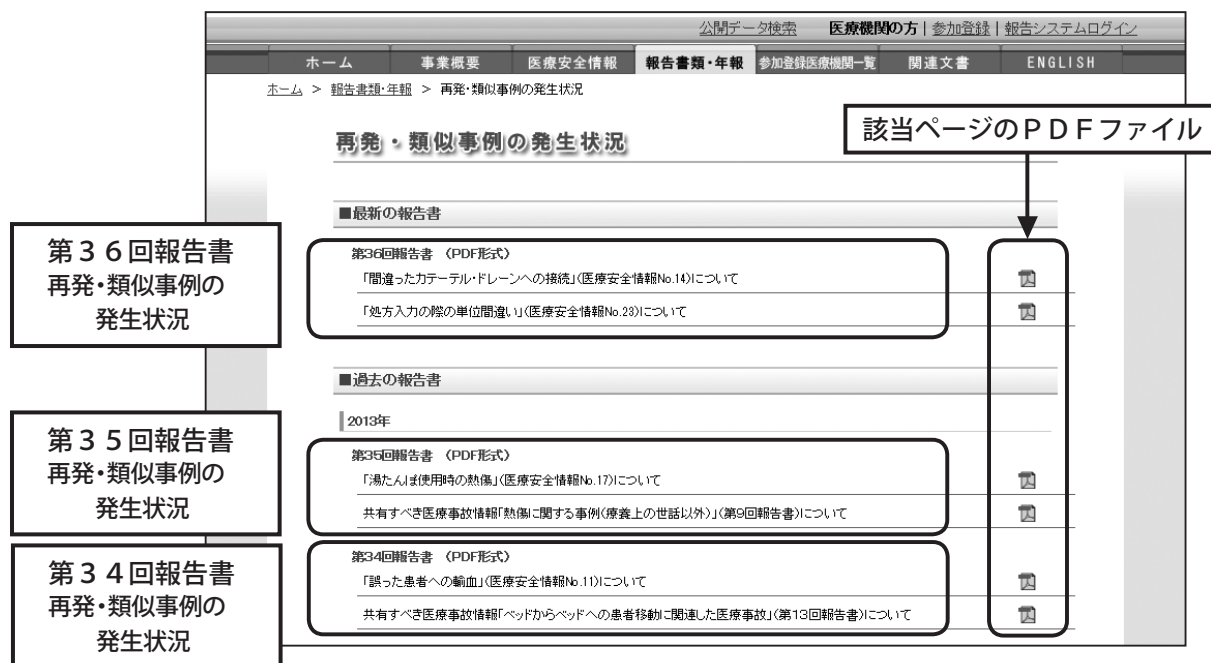 公開データ検索　医療機関の方 | 参加登録 | 報告システムログイン
ホーム　事業概要　医療安全情報　報告書類・年報　参加登録医療機関一覧　関連文書　ENGLISH
ホーム ＞ 報告書類・年報 ＞ 再発・類似事例の発生状況
該当ページのＰＤＦファイル
再発・類似事例の発生状況
■最新の報告書
第３６回報告書
再発・類似事例の
発生状況
第36回報告書　（PDF形式）
「間違ったカテーテル・ドレーンへの接続」（医療安全情報No.14）について
「処方入力の際の単位間違い」（医療安全情報No.23）について
■過去の報告書
2013年
第３５回報告書
再発・類似事例の
発生状況
第35回報告書　（PDF形式）
「湯たんぽ使用時の熱傷」（医療安全情報No.17）について
共有すべき医療事故情報「熱傷に関する事例（療養上の世話以外）」（第9回報告書）について
第３４回報告書
再発・類似事例の
発生状況
第34回報告書　（PDF形式）
「誤った患者への輸血」（医療安全情報No.11）について
共有すべき医療事故情報「ベッドからベッドへの患者移動に関連した医療事故」（第13回報告書）について